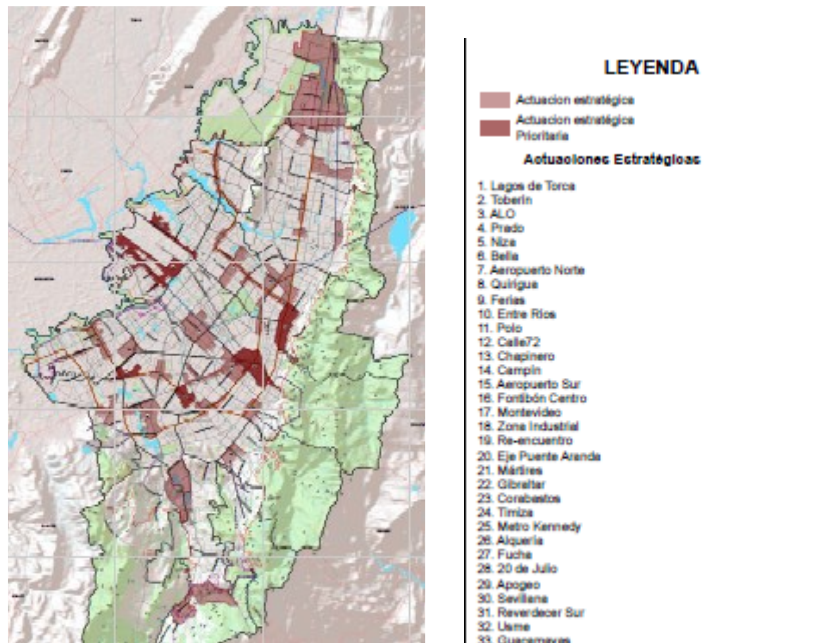 LEYENDA
Actuacion estratégica
Actuacion estratégica
Prioritaria
Actuaciones Estratégicas
1. Lagos de Torca
2. Toberin
3. ALO
4. Prado
5. Niza
6. Bella
7. Aeropuerto Norte
8. Quirigua
9. Ferias
10. Entre Rios
11. Polo
12. Calle72
13. Chapinero
14. Campin
15. Aeropuerto Sur
16. Fontibón Centro
17. Montevideo
18. Zona Industrial
19. Re-encuentro
20. Eje Puente Aranda
21. Mártires
22. Gibraltar
23. Corabastos
24. Timiza
25. Metro Kennedy
26. Alqueria
27. Fucha
28. 20 de Julio
29. Apogeo
30. Sevillana
31. Reverdecer Sur
32. Usme
33. Guacamayas